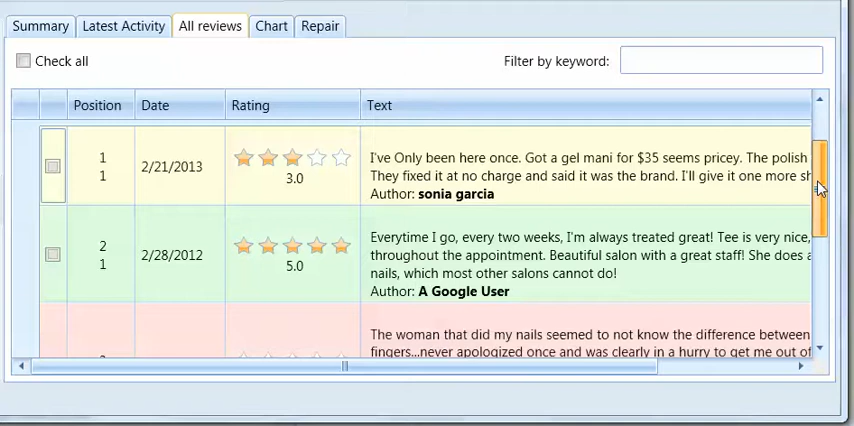 Summary Latest Activity All reviews Chart Repair
Check all Filter by keyword:
Position Date Rating Text
1 2/21/2013 I've Only been here once. Got a gel mani for $35 seems pricey. The polish
1 3.0 They fixed it at no charge and said it was the brand. I'll give it one more sh
Author: sonia garcia
2 2/28/2012 Everytime I go, every two weeks, I'm always treated great! Tee is very nice,
1 5.0 throughout the appointment. Beautiful salon with a great staff! She does a
nails, which most other salons cannot do!
Author: A Google User
The woman that did my nails seemed to not know the difference between
fingers...never apologized once and was clearly in a hurry to get me out of